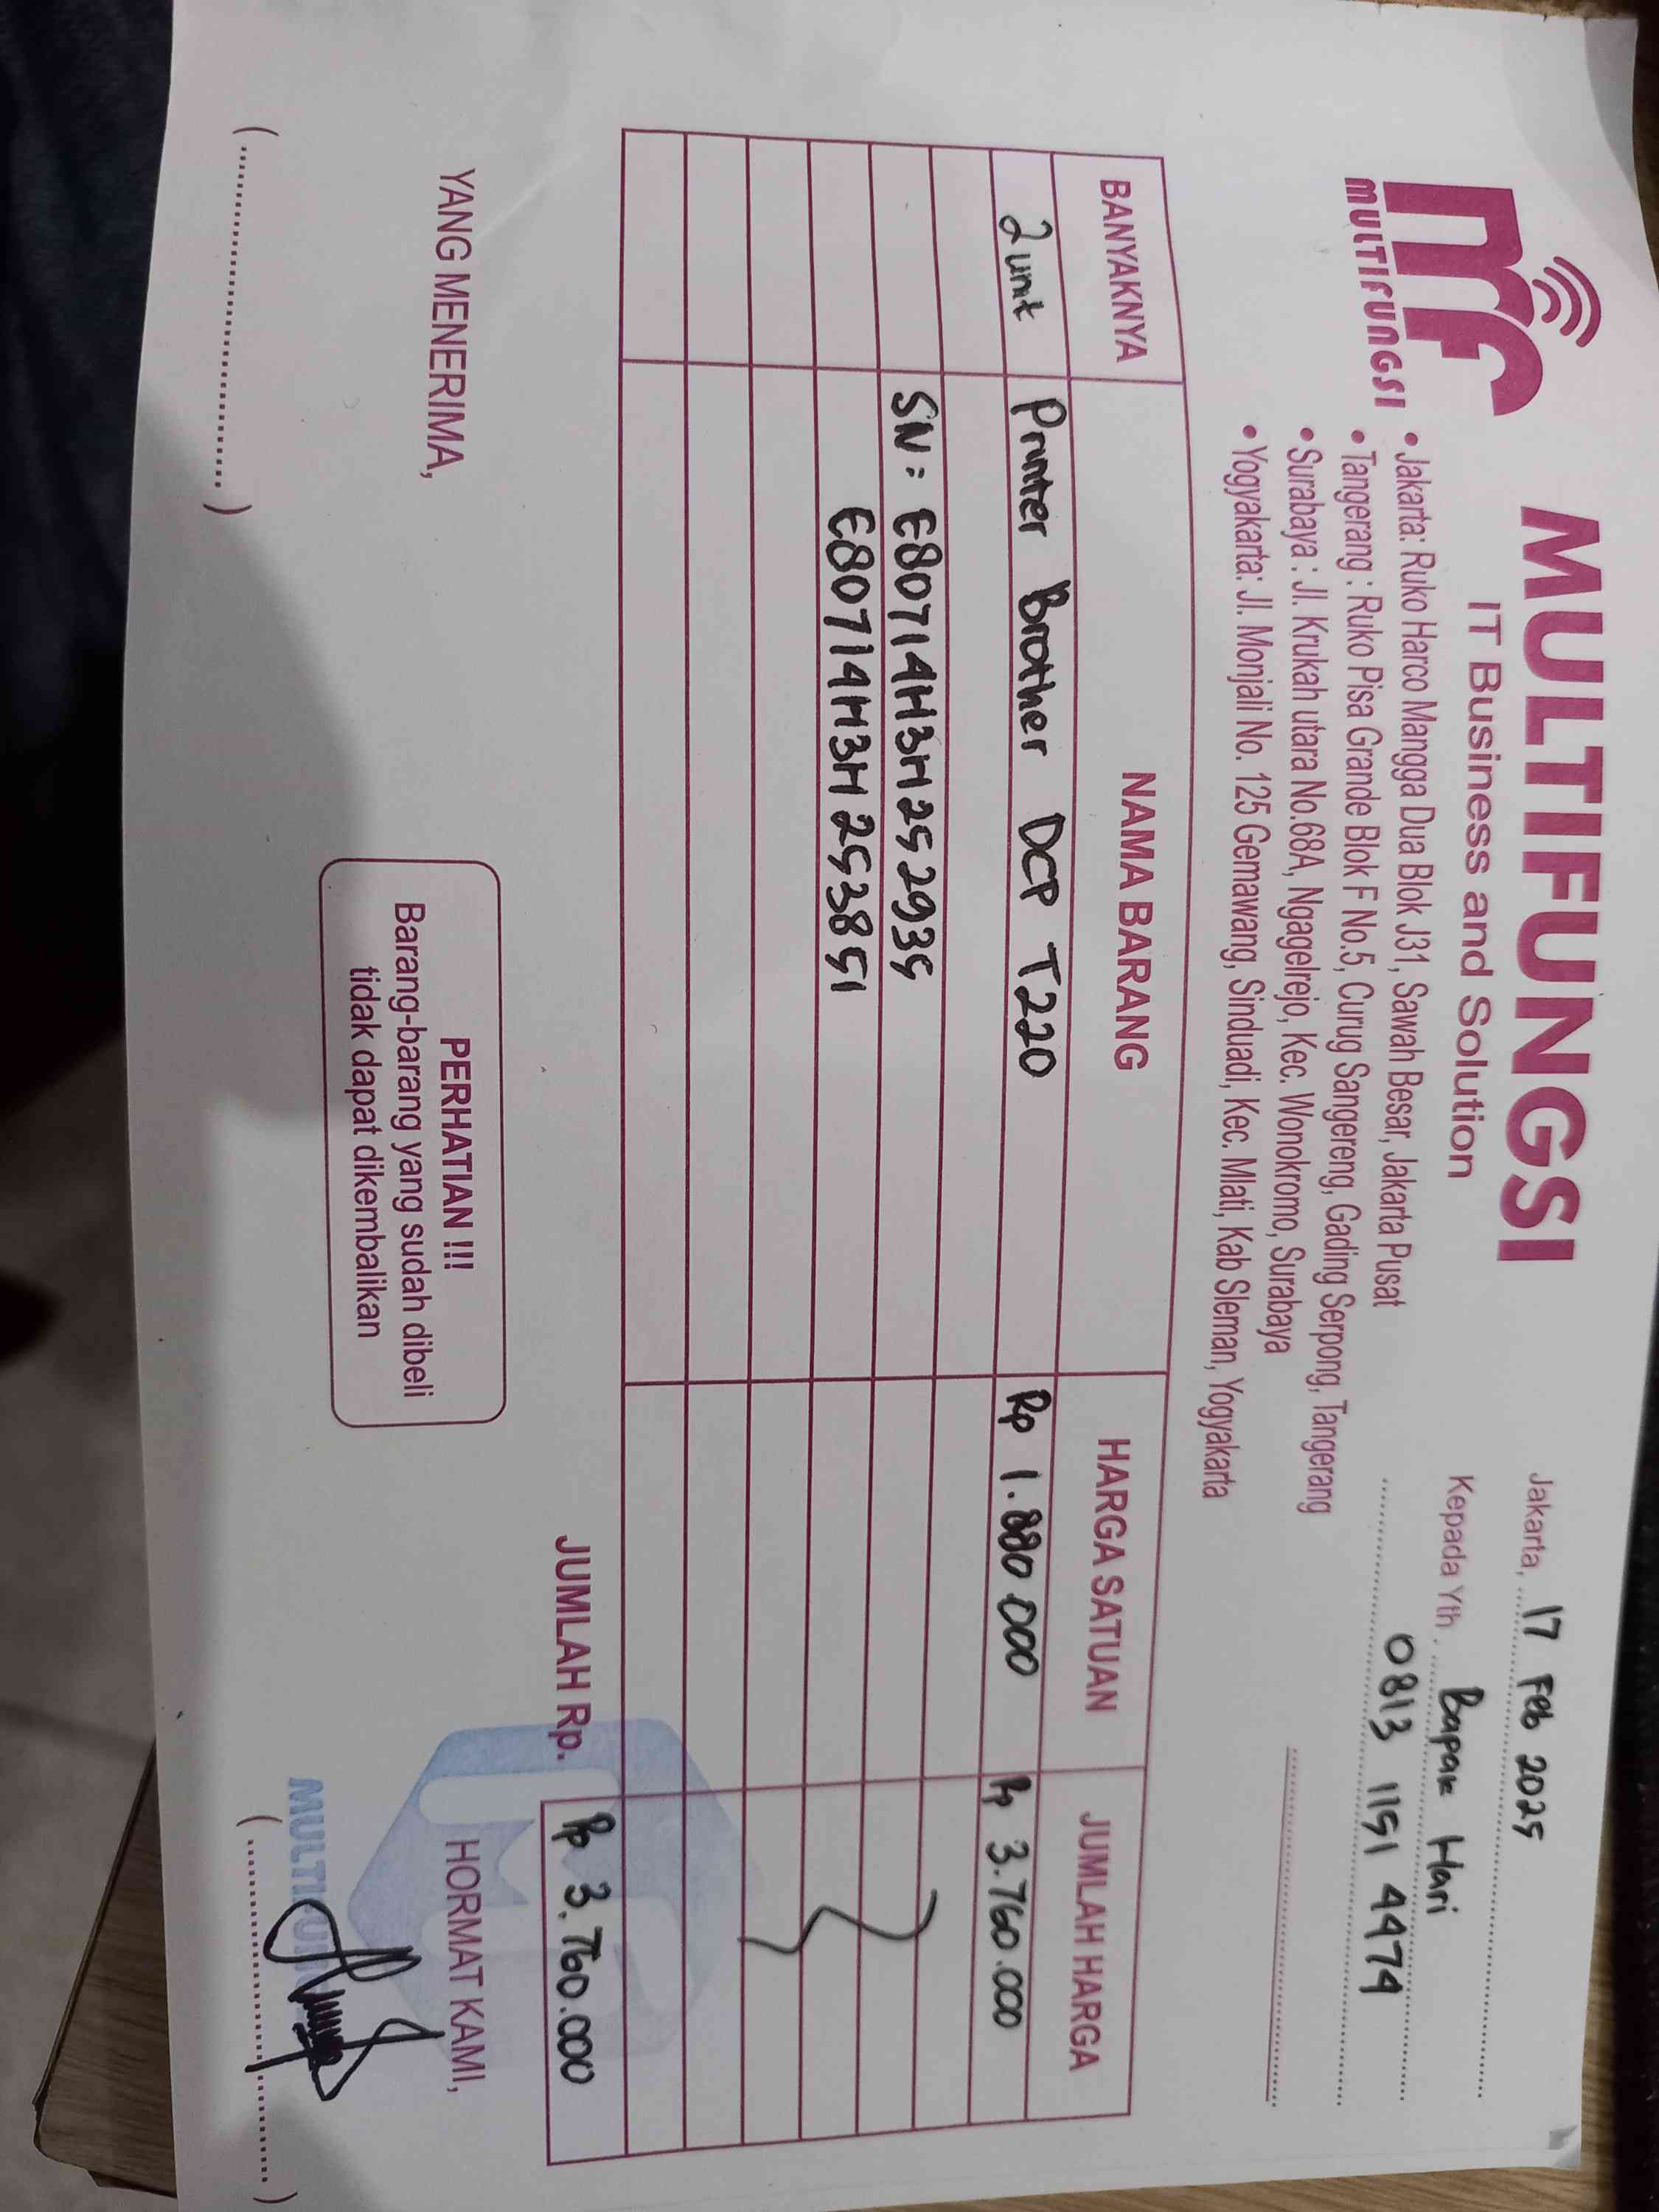 MULTIFUNGSI
MULTIFUNGSI
IT Business and Solution
• Jakarta: Ruko Harco Mangga Dua Blok J31, Sawah Besar, Jakarta Pusat
• Tangerang : Ruko Pisa Grande Blok F No.5, Curug Sangereng, Gading Serpong, Tangerang
• Surabaya : Jl. Krukah utara No.68A, Ngagelrejo, Kec. Wonokromo, Surabaya
• Yogyakarta: Jl. Monjali No. 125 Gemawang, Sinduadi, Kec. Mlati, Kab Sleman, Yogyakarta
Jakarta, 17 Feb 2025
Kepada Yth. Bapak Hari
0813 1151 4474
BANYAKNYA NAMA BARANG HARGA SATUAN JUMLAH HARGA
2 unit Printer Brother DCP T220 Rp 1.880 000 Rp 3.760.000
SN : E80714H3H252935
E80714H3H253851
JUMLAH Rp. Rp 3.760.000
YANG MENERIMA,
HORMAT KAMI,
PERHATIAN !!!
Barang-barang yang sudah dibeli
tidak dapat dikembalikan
MULTIFUNGSI